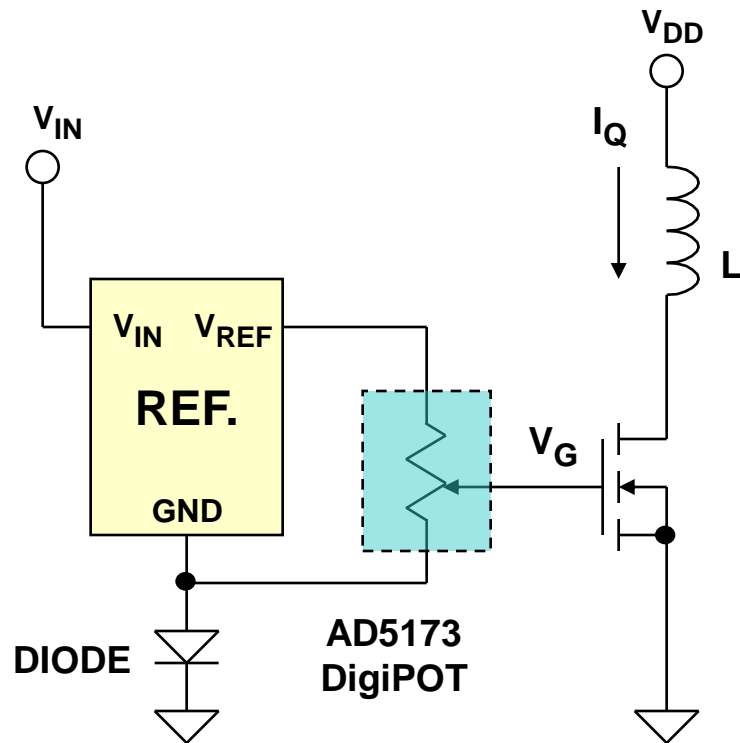 V_DD
V_IN
I_Q
L
V_IN V_REF
REF.
V_G
GND
AD5173
DigiPOT
DIODE